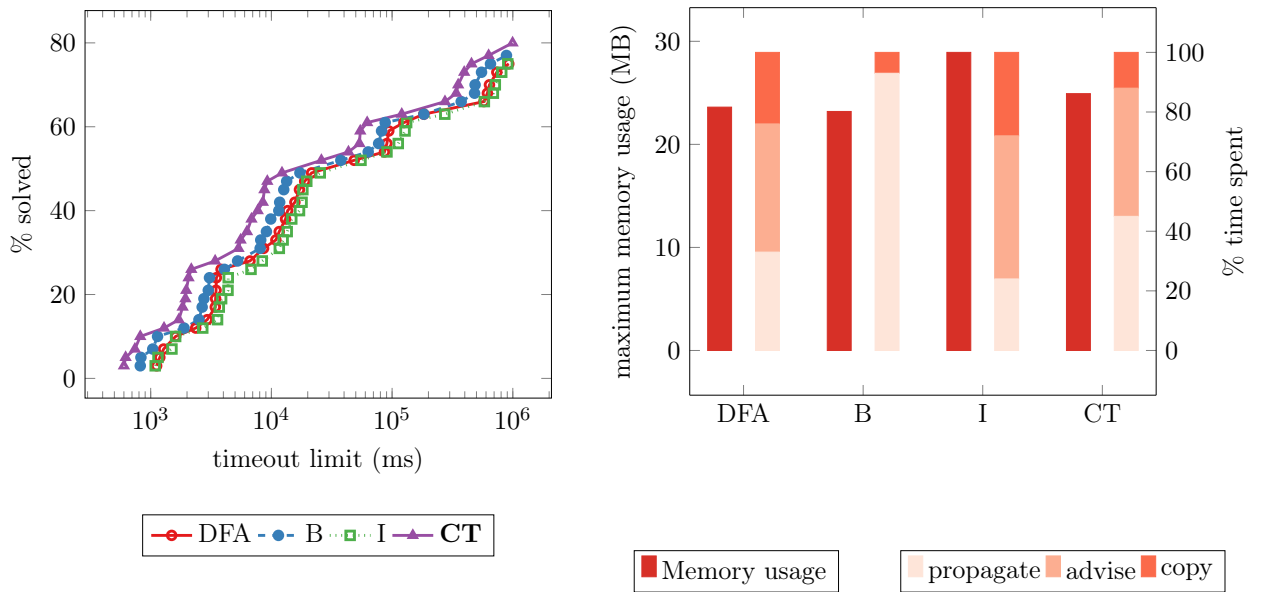 80
60
40
20
0
% solved
10^3
10^4
10^5
10^6
timeout limit (ms)
DFA B I CT
30
20
10
0
maximum memory usage (MB)
100
80
60
40
20
0
% time spent
DFA
B
I
CT
Memory usage
propagate advise copy